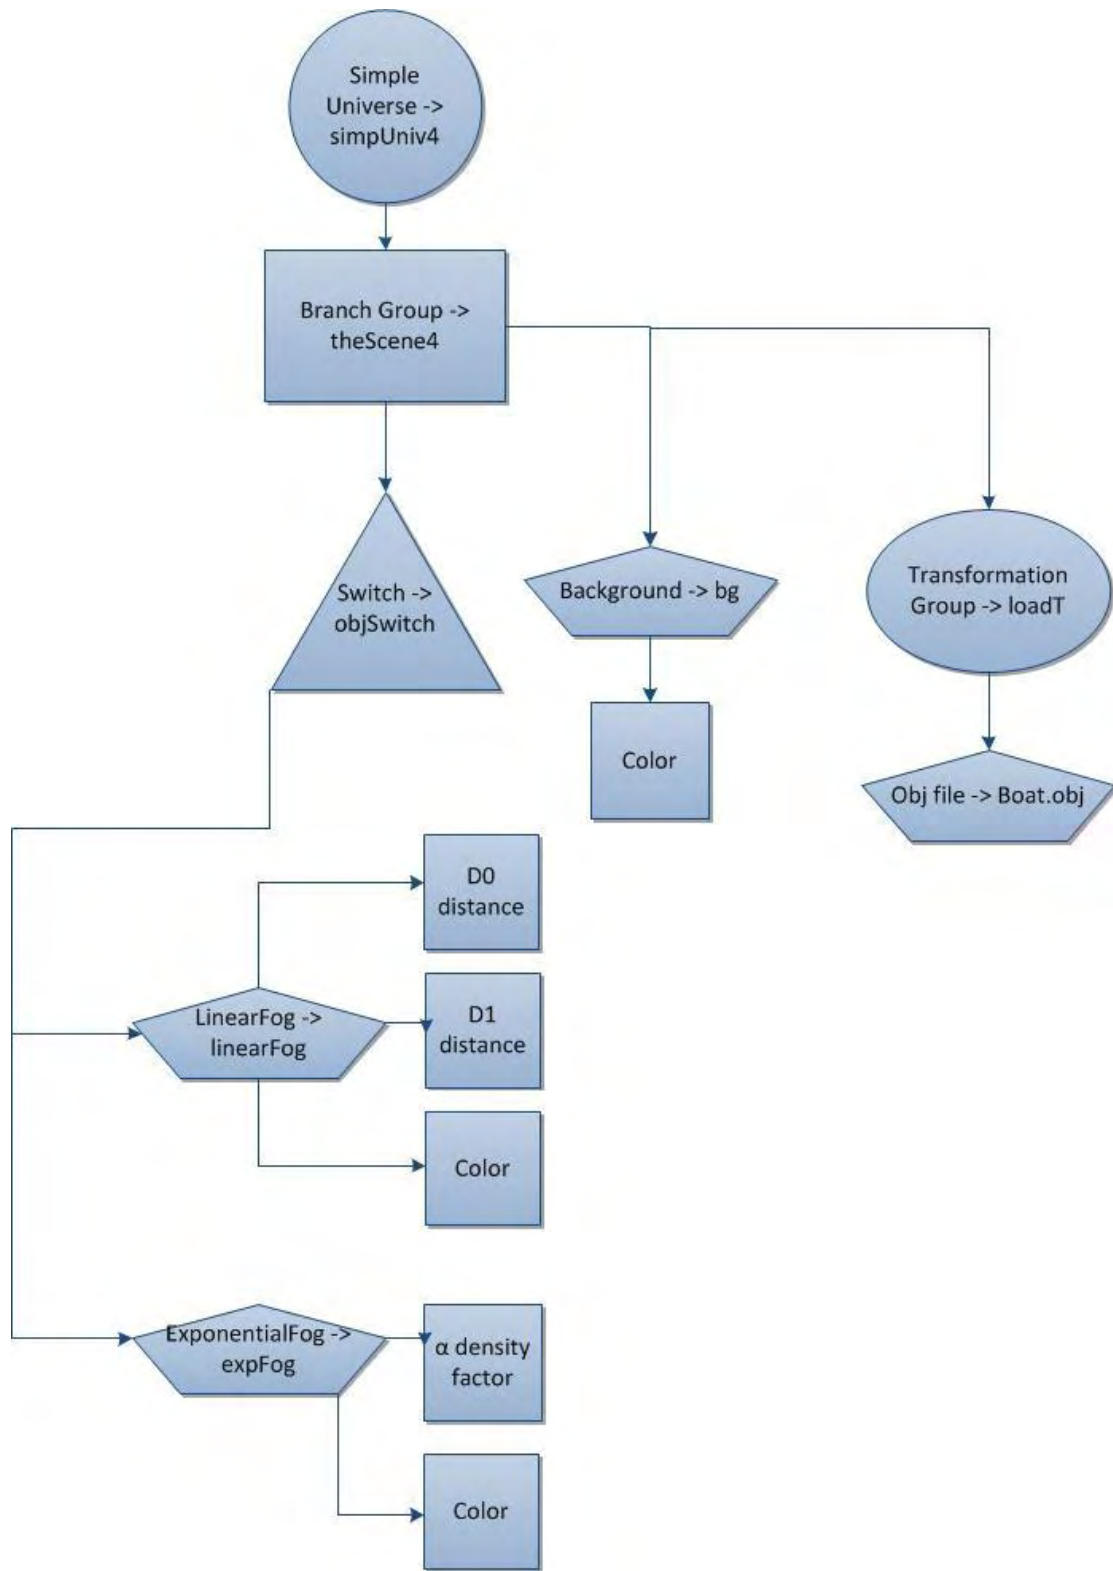 Simple
Universe ->
simpUniv4
Branch Group ->
theScene4
Switch ->
objSwitch
Background -> bg
Transformation
Group -> loadT
Color
Obj file -> Boat.obj
D0
distance
LinearFog ->
linearFog
D1
distance
Color
ExponentialFog ->
expFog
α density
factor
Color